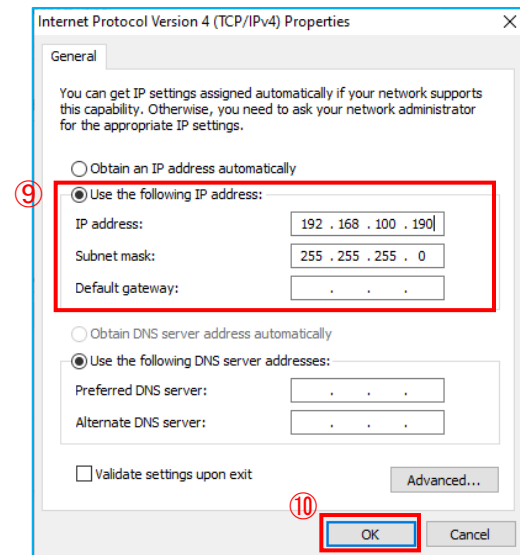 Internet Protocol Version 4 (TCP/IPv4) Properties
General
You can get IP settings assigned automatically if your network supports
this capability. Otherwise, you need to ask your network administrator
for the appropriate IP settings.
Obtain an IP address automatically
⑨
Use the following IP address:
IP address: 192 . 168 . 100 . 190
Subnet mask: 255 . 255 . 255 . 0
Default gateway: . . .
Obtain DNS server address automatically
Use the following DNS server addresses:
Preferred DNS server: . . .
Alternate DNS server: . . .
Validate settings upon exit
Advanced...
⑩
OK Cancel